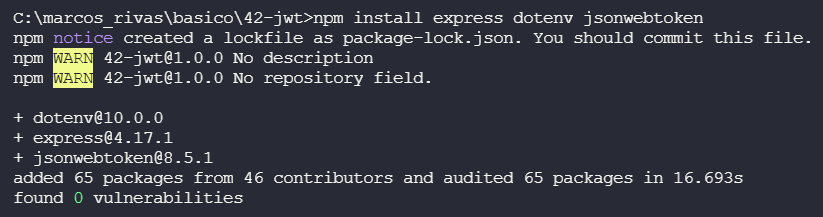 C:\marcos_rivas\basico\42-jwt>npm install express dotenv jsonwebtoken
npm notice created a lockfile as package-lock.json. You should commit this file.
npm WARN 42-jwt@1.0.0 No description
npm WARN 42-jwt@1.0.0 No repository field.

+ dotenv@10.0.0
+ express@4.17.1
+ jsonwebtoken@8.5.1
added 65 packages from 46 contributors and audited 65 packages in 16.693s
found 0 vulnerabilities